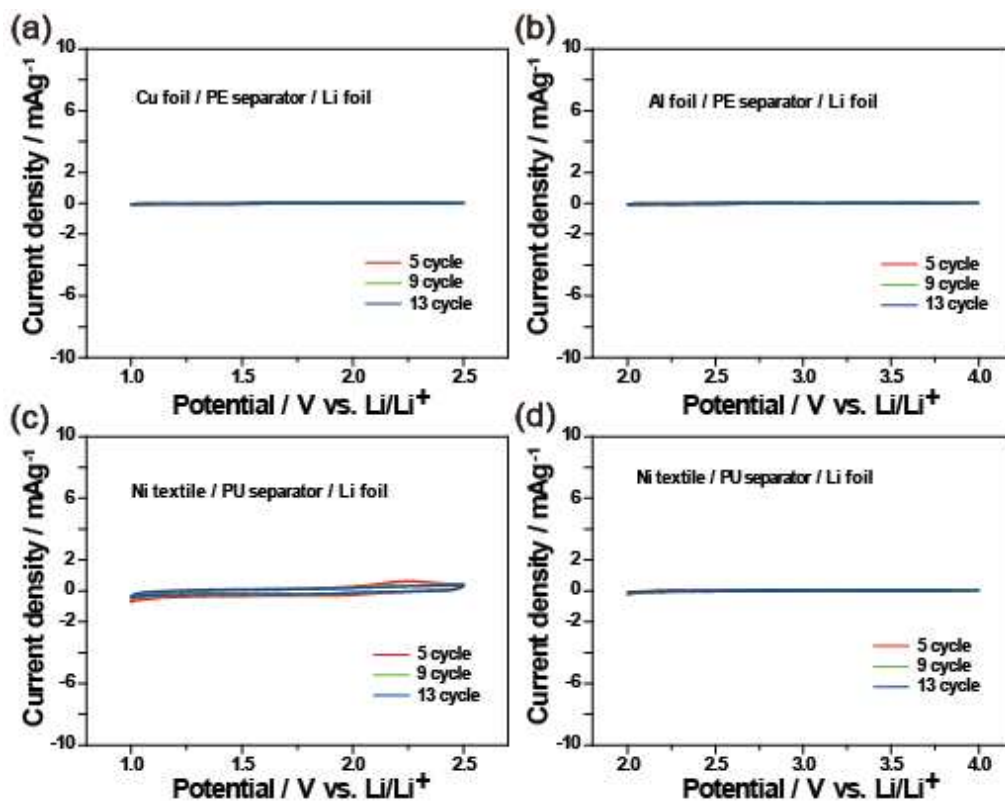 (a)
10
6
2
0
-2
-6
-10
Current density / mAg⁻¹
Cu foil / PE separator / Li foil
5 cycle
9 cycle
13 cycle
1.0 1.5 2.0 2.5
Potential / V vs. Li/Li⁺
(b)
10
6
2
0
-2
-6
-10
Current density / mAg⁻¹
Al foil / PE separator / Li foil
5 cycle
9 cycle
13 cycle
2.0 2.5 3.0 3.5 4.0
Potential / V vs. Li/Li⁺
(c)
10
6
2
0
-2
-6
-10
Current density / mAg⁻¹
Ni textile / PU separator / Li foil
5 cycle
9 cycle
13 cycle
1.0 1.5 2.0 2.5
Potential / V vs. Li/Li⁺
(d)
10
6
2
0
-2
-6
-10
Current density / mAg⁻¹
Ni textile / PU separator / Li foil
5 cycle
9 cycle
13 cycle
2.0 2.5 3.0 3.5 4.0
Potential / V vs. Li/Li⁺